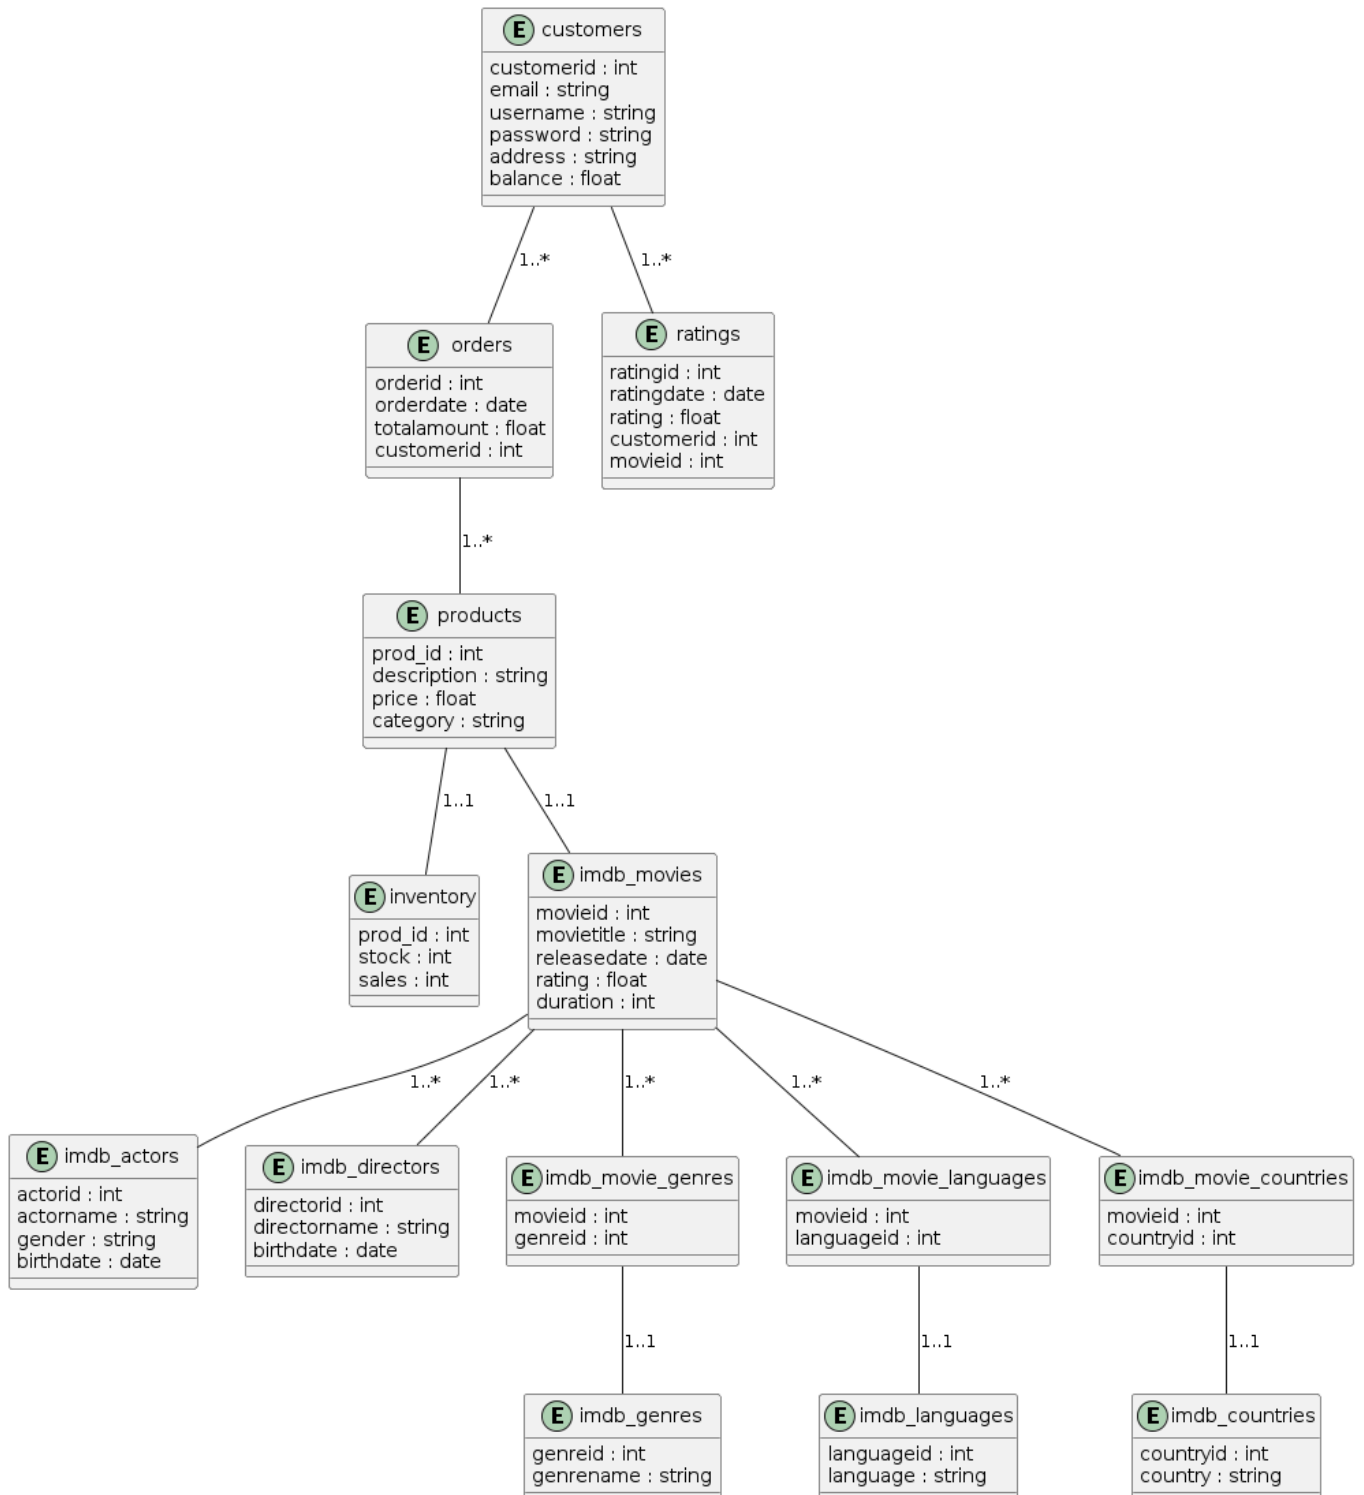 E customers
customerid : int
email : string
username : string
password : string
address : string
balance : float
1..*
1..*
E orders
orderid : int
orderdate : date
totalamount : float
customerid : int
E ratings
ratingid : int
ratingdate : date
rating : float
customerid : int
movieid : int
1..*
E products
prod_id : int
description : string
price : float
category : string
1..1
1..1
E inventory
prod_id : int
stock : int
sales : int
E imdb_movies
movieid : int
movietitle : string
releasedate : date
rating : float
duration : int
1..*
1..*
1..*
1..*
1..*
E imdb_actors
actorid : int
actorname : string
gender : string
birthdate : date
E imdb_directors
directorid : int
directorname : string
birthdate : date
E imdb_movie_genres
movieid : int
genreid : int
E imdb_movie_languages
movieid : int
languageid : int
E imdb_movie_countries
movieid : int
countryid : int
1..1
1..1
1..1
E imdb_genres
genreid : int
genrename : string
E imdb_languages
languageid : int
language : string
E imdb_countries
countryid : int
country : string